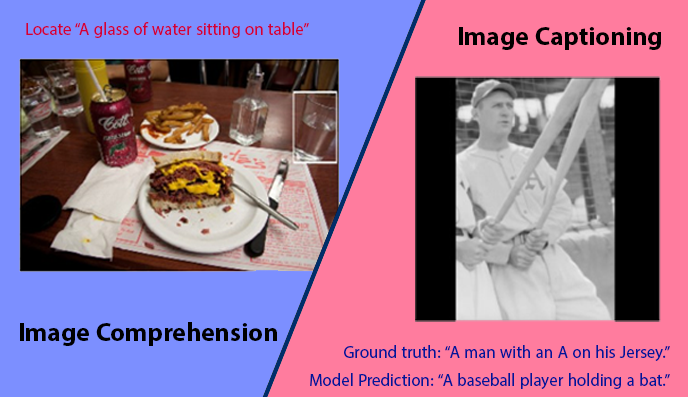 Locate “A glass of water sitting on table”
Image Comprehension
Image Captioning
A
Ground truth: “A man with an A on his Jersey.”
Model Prediction: “A baseball player holding a bat.”